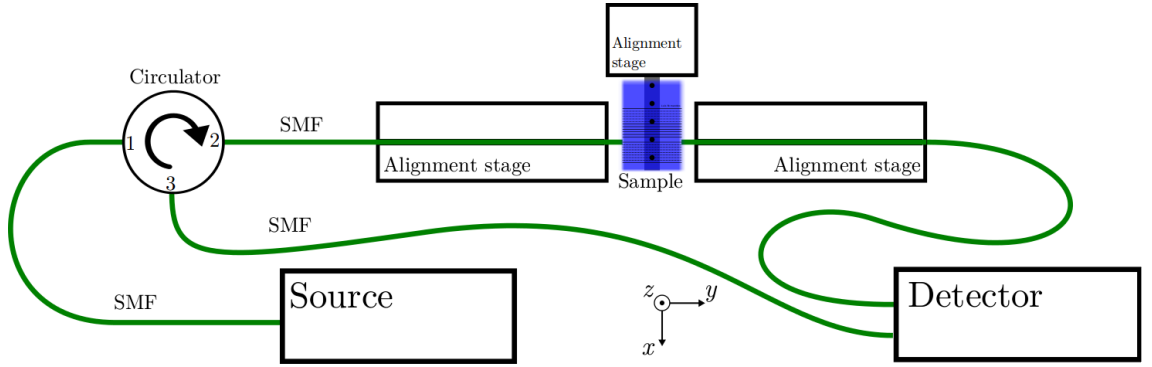 Alignment
stage
Circulator
1
2
3
SMF
Alignment stage
Sample
Alignment stage
SMF
SMF
Source
z
y
x
Detector